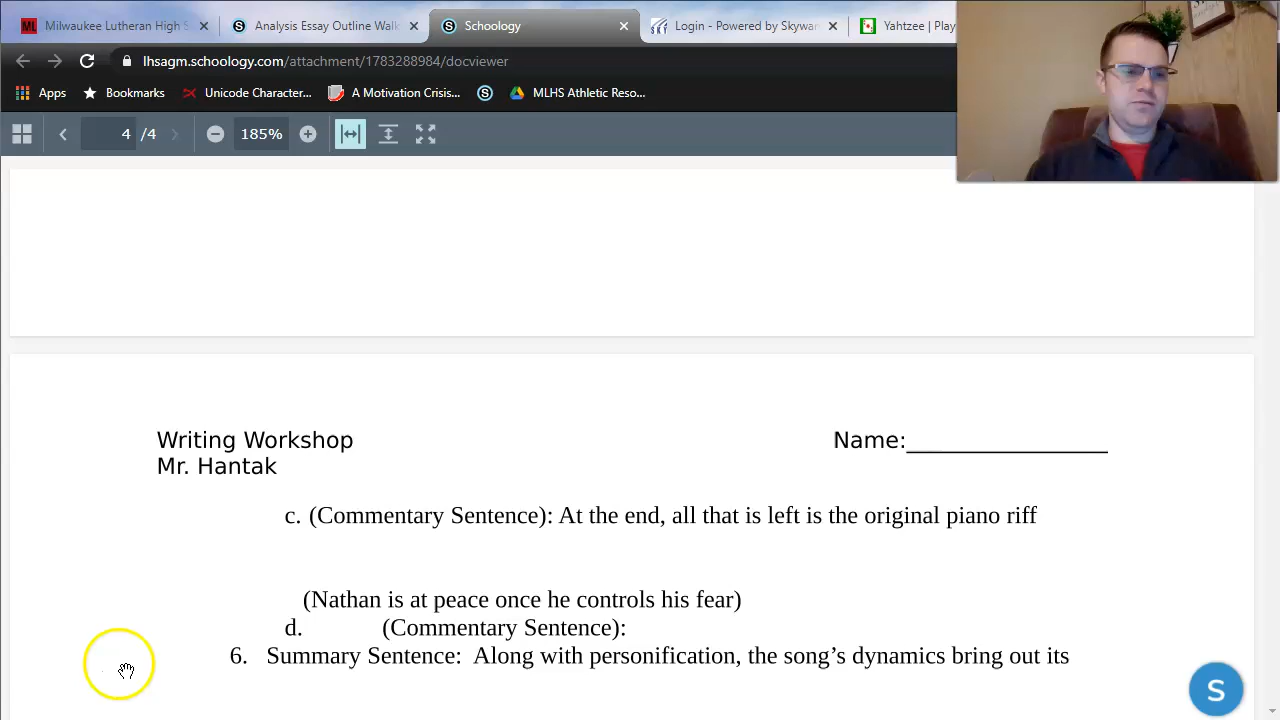 Milwaukee Lutheran High S
Analysis Essay Outline Walk
Schoology
Login - Powered by Skywar
Yahtzee | Play
lhsagm.schoology.com/attachment/1783288984/docviewer
Apps
Bookmarks
Unicode Character...
A Motivation Crisis...
MLHS Athletic Reso...
4 /4
185%
Writing Workshop
Name:_________________
Mr. Hantak
c. (Commentary Sentence): At the end, all that is left is the original piano riff
(Nathan is at peace once he controls his fear)
d. (Commentary Sentence):
6. Summary Sentence: Along with personification, the song’s dynamics bring out its
S